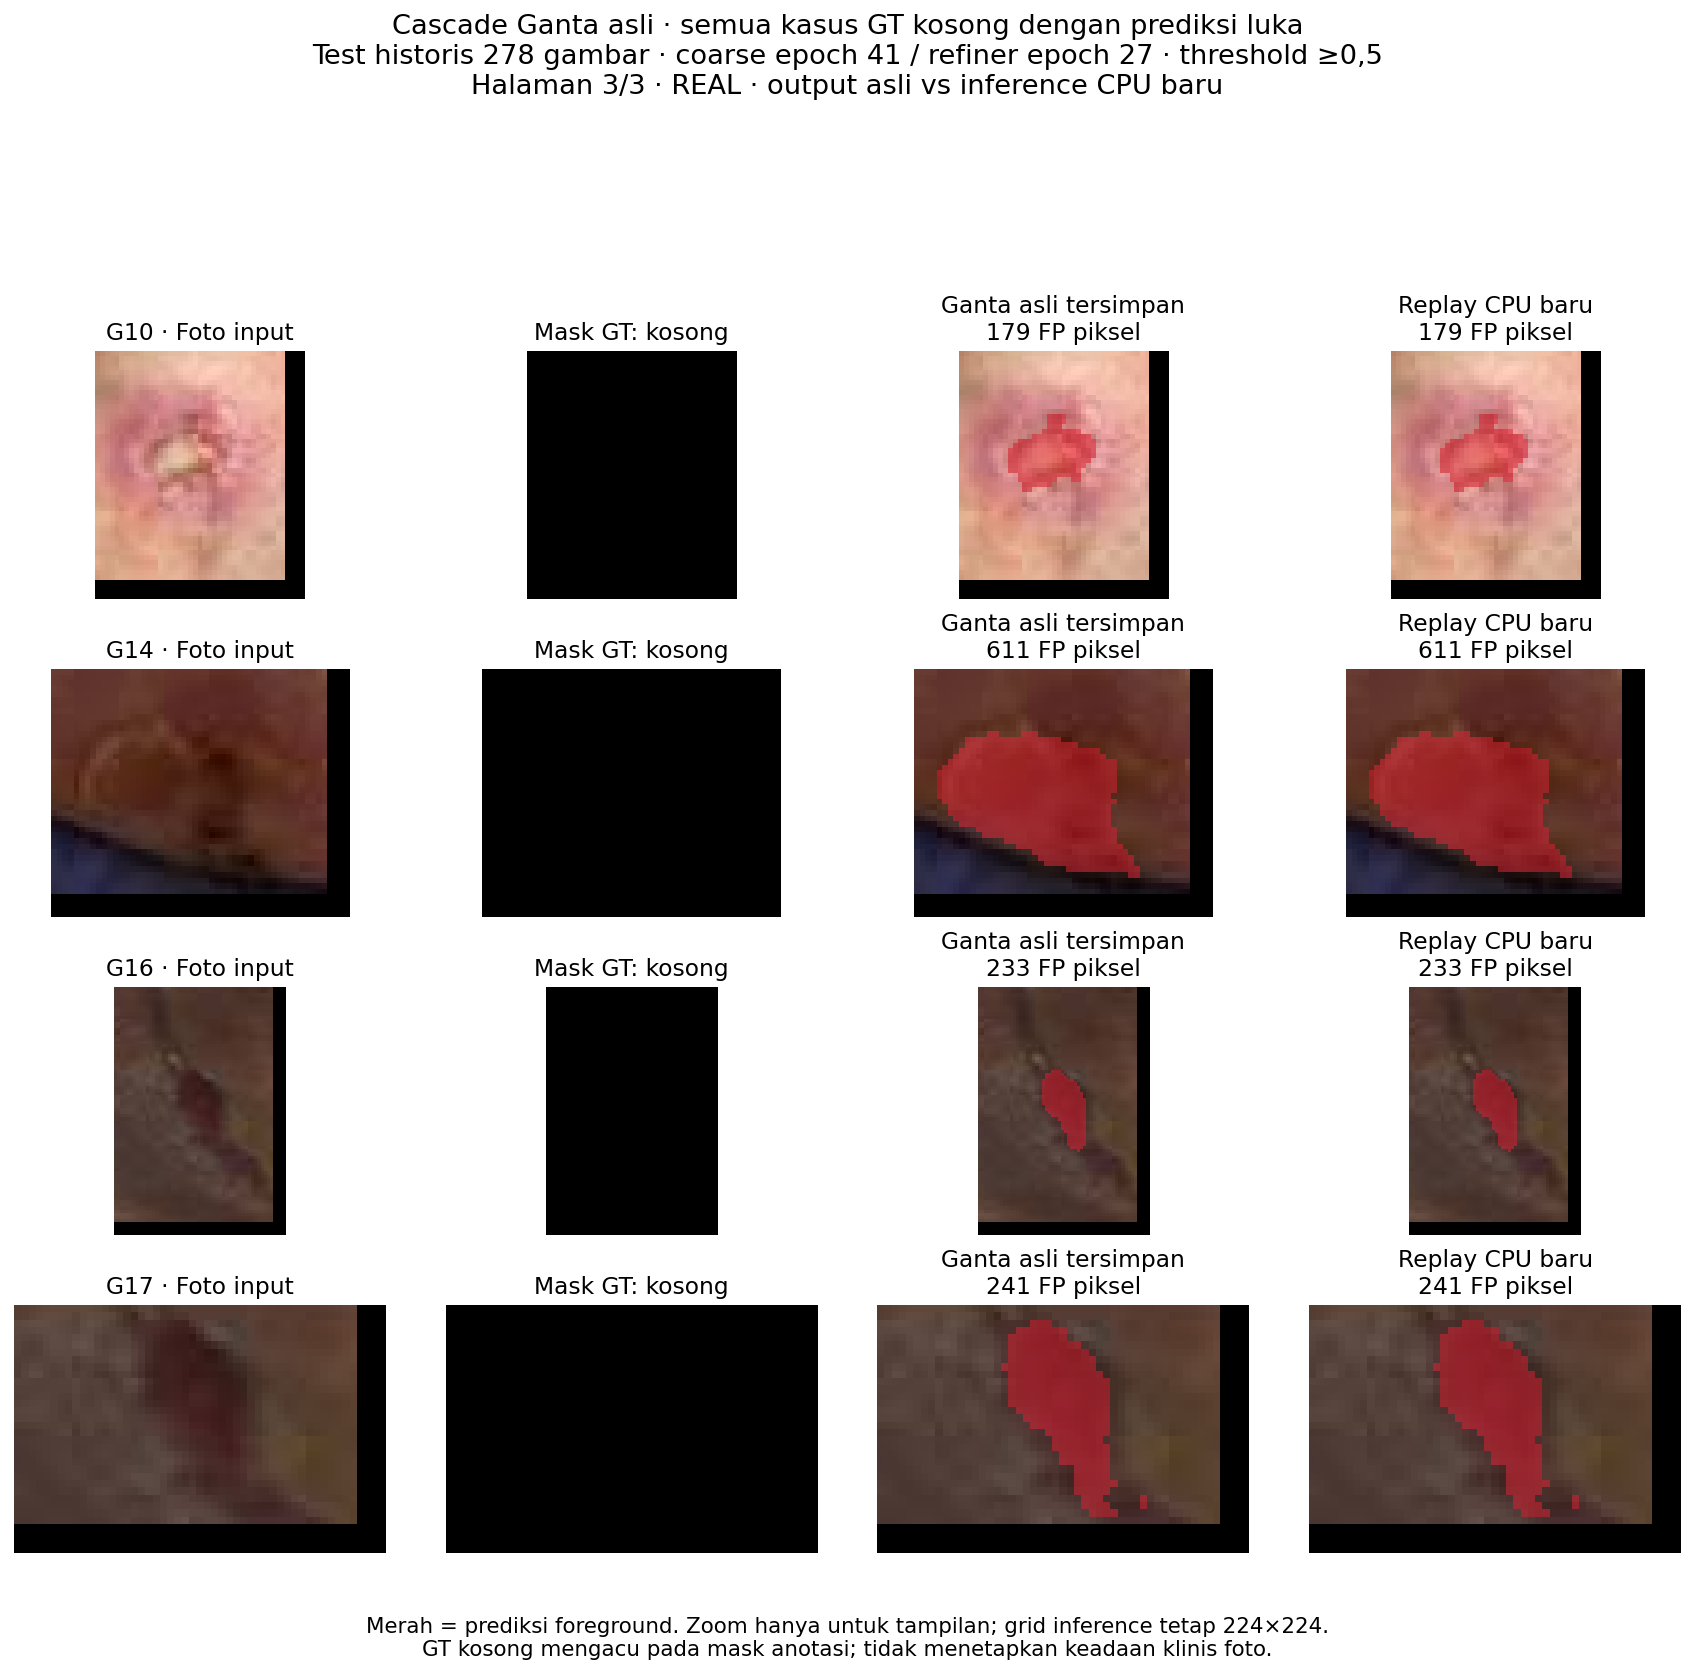 Cascade Ganta asli · semua kasus GT kosong dengan prediksi luka
Test historis 278 gambar · coarse epoch 41 / refiner epoch 27 · threshold ≥0,5
Halaman 3/3 · REAL · output asli vs inference CPU baru
G10 · Foto input
Mask GT: kosong
Ganta asli tersimpan
179 FP piksel
Replay CPU baru
179 FP piksel
G14 · Foto input
Mask GT: kosong
Ganta asli tersimpan
611 FP piksel
Replay CPU baru
611 FP piksel
G16 · Foto input
Mask GT: kosong
Ganta asli tersimpan
233 FP piksel
Replay CPU baru
233 FP piksel
G17 · Foto input
Mask GT: kosong
Ganta asli tersimpan
241 FP piksel
Replay CPU baru
241 FP piksel
Merah = prediksi foreground. Zoom hanya untuk tampilan; grid inference tetap 224×224.
GT kosong mengacu pada mask anotasi; tidak menetapkan keadaan klinis foto.